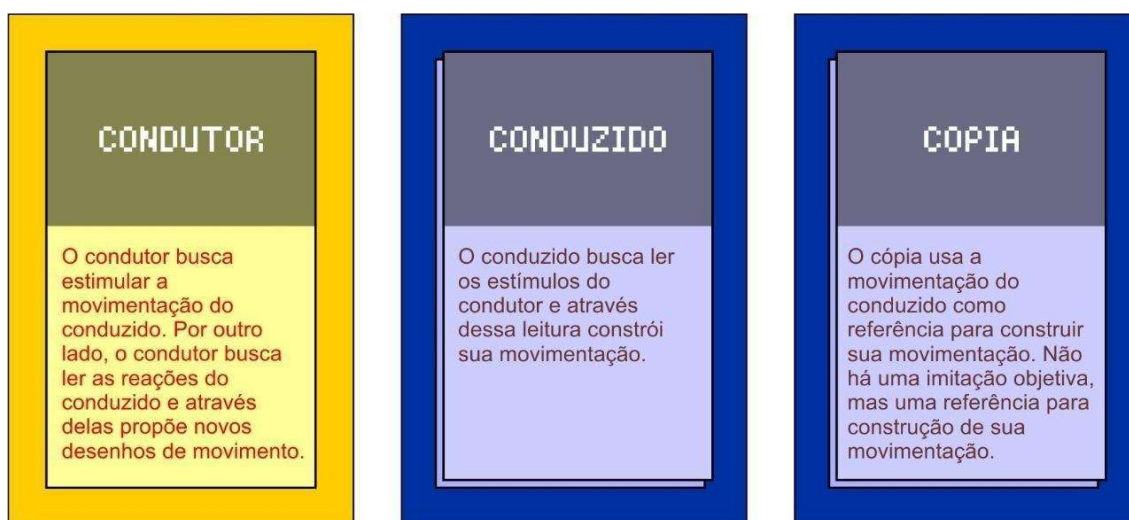 CONDUTOR
O condutor busca
estimular a
movimentação do
conduzido. Por outro
lado, o condutor busca
ler as reações do
conduzido e através
delas propõe novos
desenhos de movimento.
CONDUZIDO
O conduzido busca ler
os estímulos do
condutor e através
dessa leitura constrói
sua movimentação.
COPIA
O cópia usa a
movimentação do
conduzido como
referência para construir
sua movimentação. Não
há uma imitação objetiva,
mas uma referência para
construção de sua
movimentação.